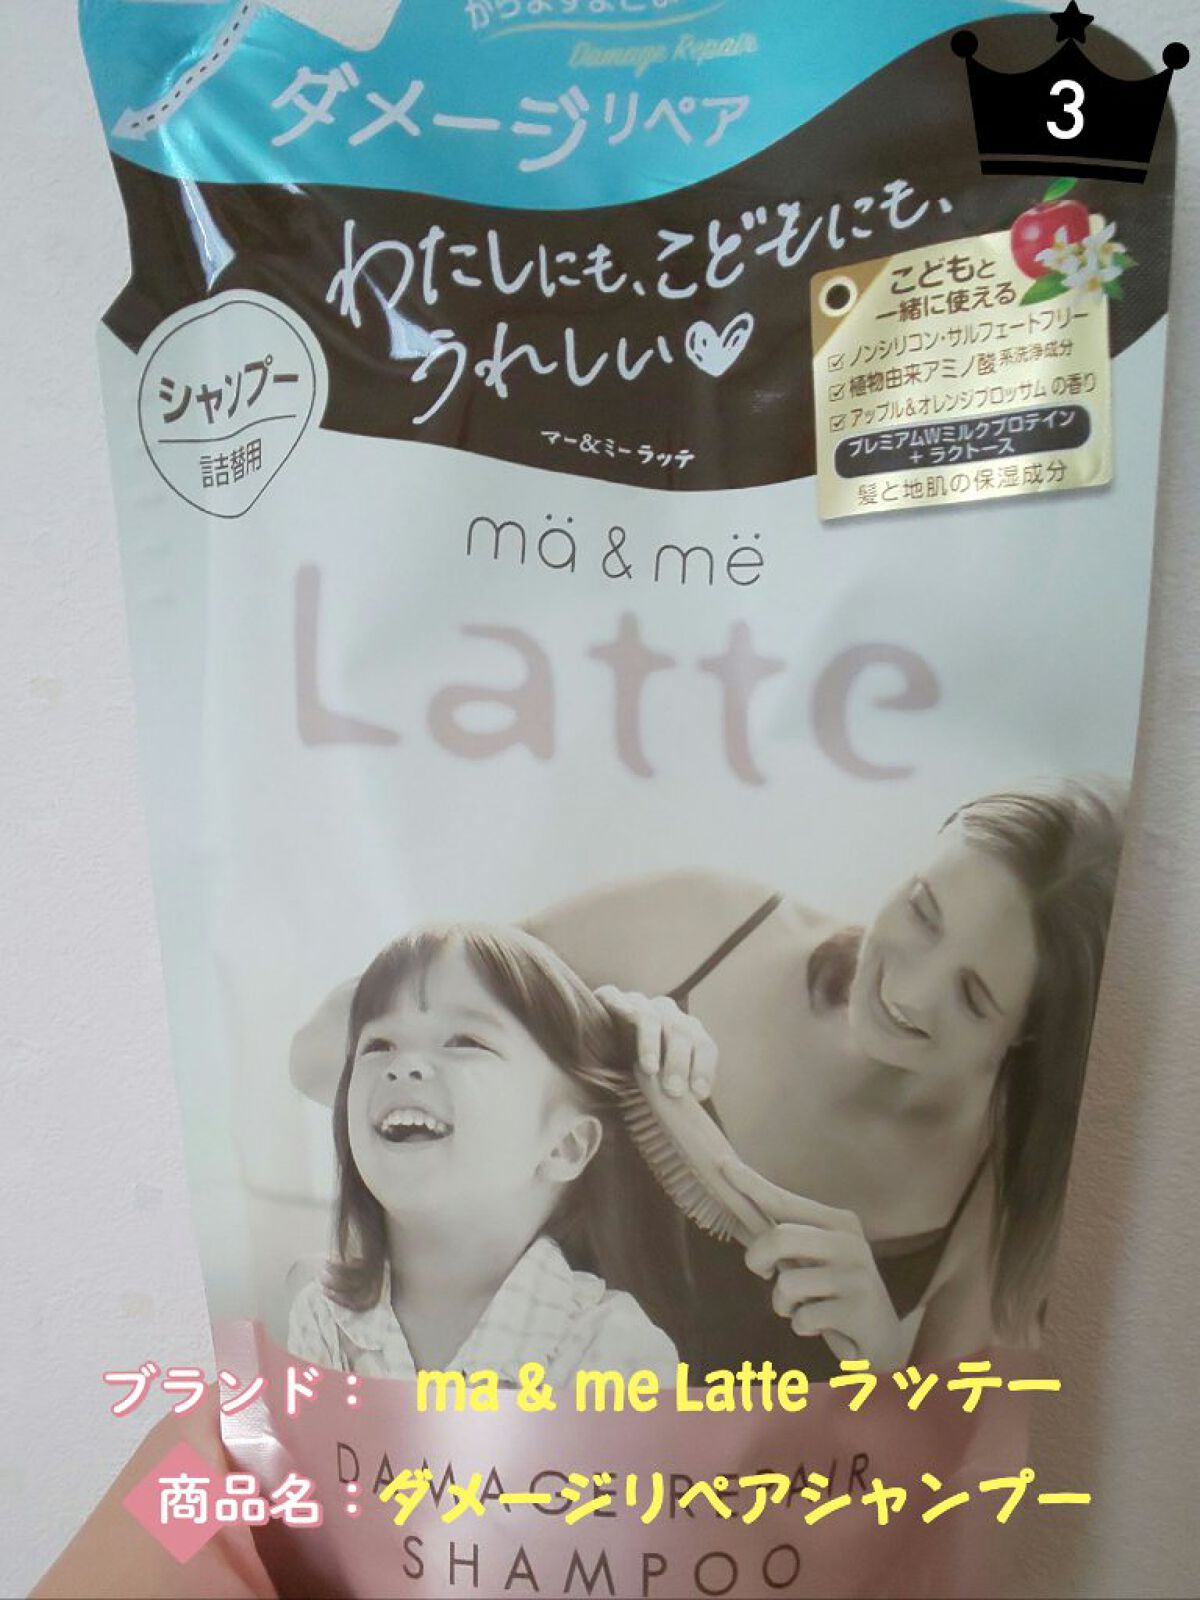 Damage Repair
ダメージリペア
3
わたしにも、こどもにも、
うれしい
マー&ミー ラッテ
こどもと
一緒に使える
ノンシリコン・サルフェートフリー
植物由来アミノ酸系洗浄成分
アップル&オレンジブロッサムの香り
プレミアムWミルクプロテイン
+ ラクトース
髪と地肌の保湿成分
シャンプー
詰替用
mä & më
Latte
ブランド： ma & me Latte ラッテー
DAMAGE REPAIR
商品名：ダメージリペアシャンプー
SHAMPOO